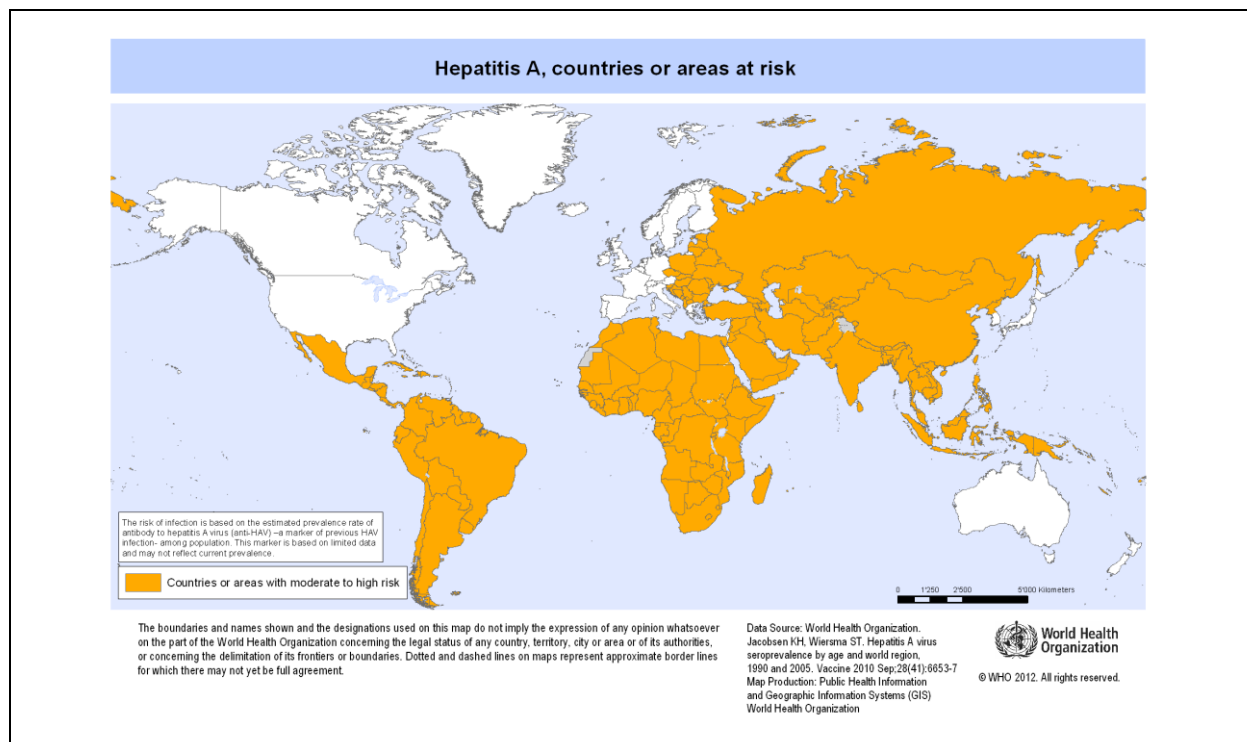 Hepatitis A, countries or areas at risk
The risk of infection is based on the estimated prevalence rate of
antibody to hepatitis A virus (anti-HAV) –a marker of previous HAV
infection- among population. This marker is based on limited data
and may not reflect current prevalence.
Countries or areas with moderate to high risk
0 1'250 2'500 5'000 Kilometers
The boundaries and names shown and the designations used on this map do not imply the expression of any opinion whatsoever
on the part of the World Health Organization concerning the legal status of any country, territory, city or area or of its authorities,
or concerning the delimitation of its frontiers or boundaries. Dotted and dashed lines on maps represent approximate border lines
for which there may not yet be full agreement.
Data Source: World Health Organization.
Jacobsen KH, Wiersma ST. Hepatitis A virus
seroprevalence by age and world region,
1990 and 2005. Vaccine 2010 Sep;28(41):6653-7
Map Production: Public Health Information
and Geographic Information Systems (GIS)
World Health Organization
World Health
Organization
© WHO 2012. All rights reserved.